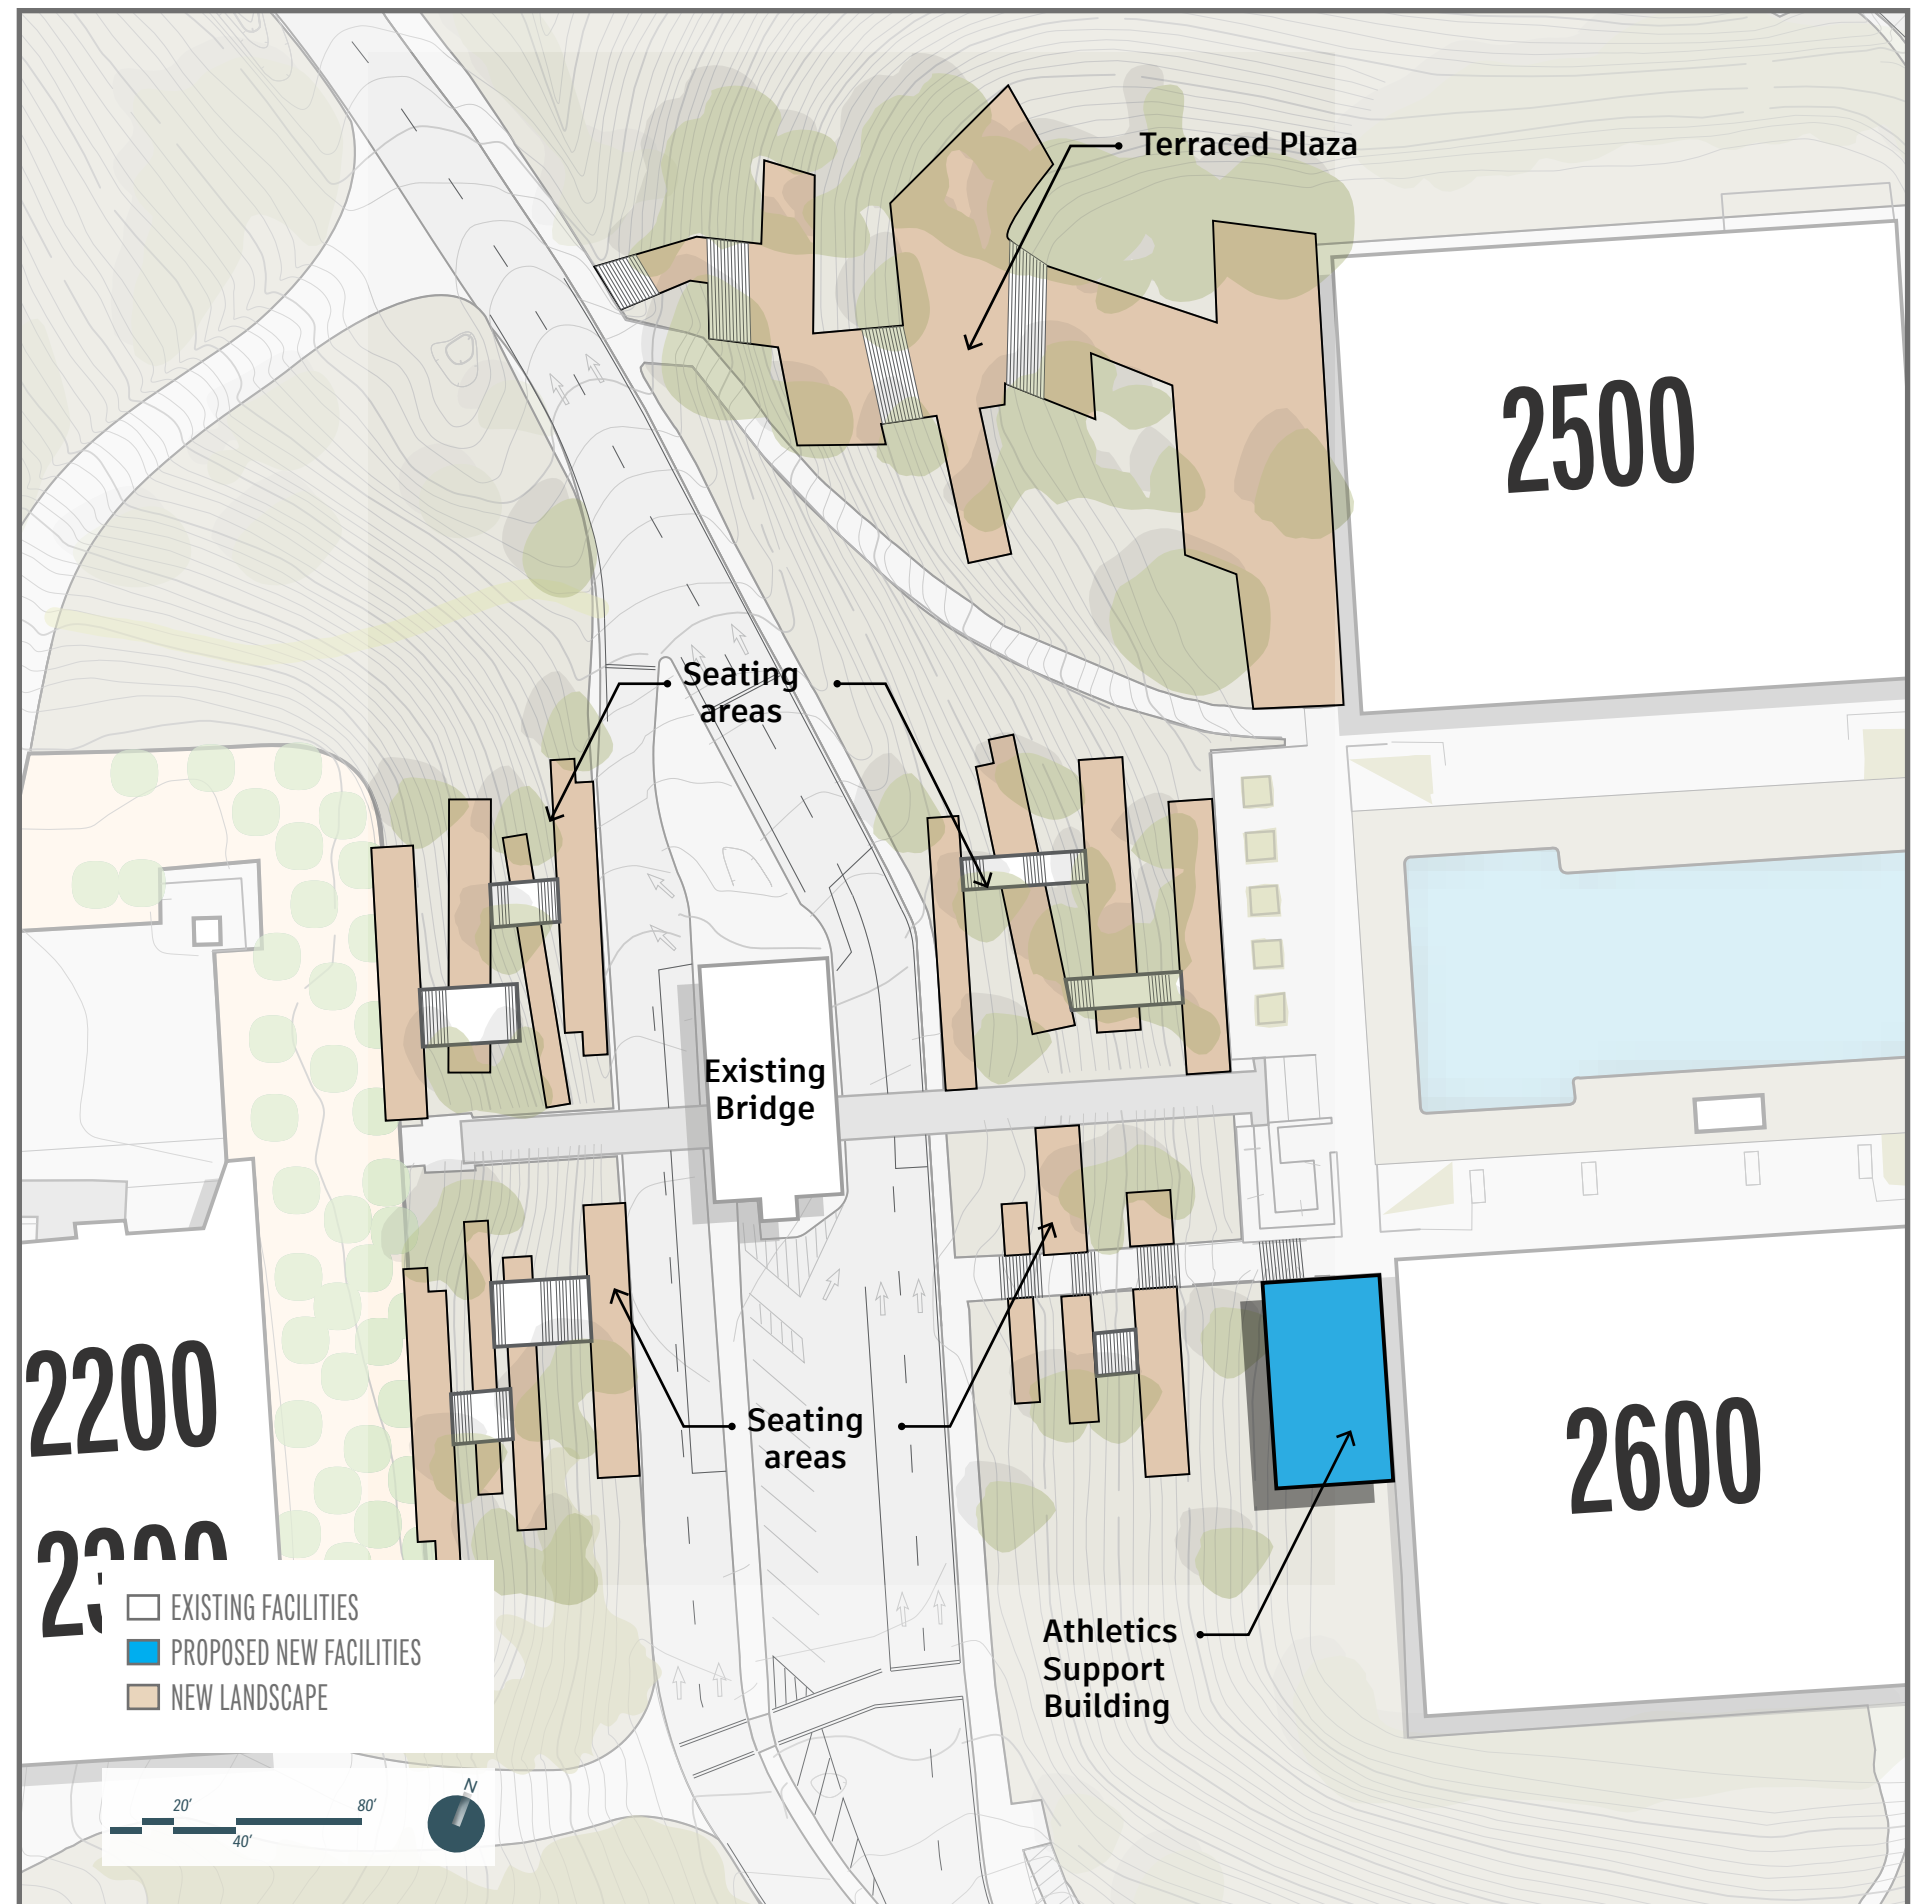 Terraced Plaza
2500
Seating
areas
Existing
Bridge
2200
2300
2600
Seating
areas
Athletics
Support
Building
EXISTING FACILITIES
PROPOSED NEW FACILITIES
NEW LANDSCAPE
N
20'
80'
40'